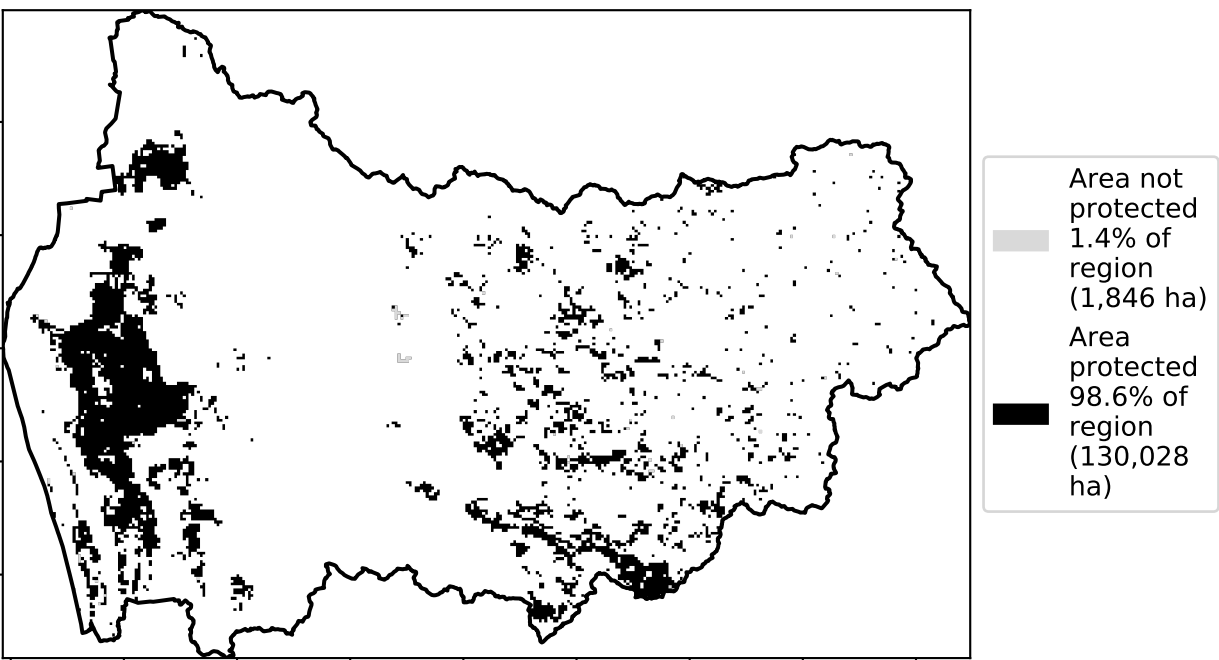 Area not
protected
1.4% of
region
(1,846 ha)
Area
protected
98.6% of
region
(130,028
ha)